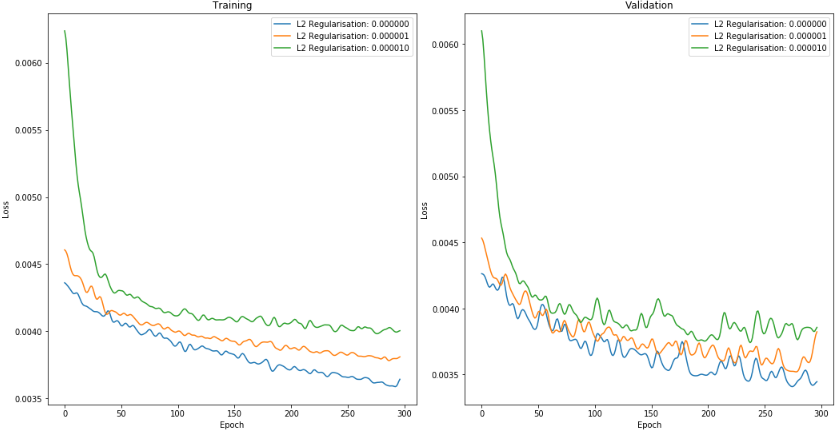 Training
L2 Regularisation: 0.000000
L2 Regularisation: 0.000001
L2 Regularisation: 0.000010
0.0060
0.0055
0.0050
0.0045
0.0040
0.0035
Loss
0
50
100
150
200
250
300
Epoch
Validation
L2 Regularisation: 0.000000
L2 Regularisation: 0.000001
L2 Regularisation: 0.000010
0.0060
0.0055
0.0050
0.0045
0.0040
0.0035
Loss
0
50
100
150
200
250
300
Epoch